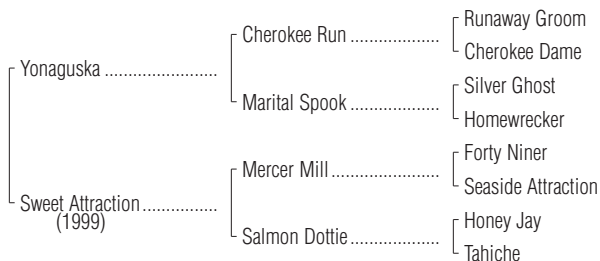 Runaway Groom
Cherokee Run ....................
Cherokee Dame
Yonaguska .........................
Silver Ghost
Marital Spook ....................
Homewrecker
Forty Niner
Mercer Mill ........................
Seaside Attraction
Sweet Attraction .................
(1999)
Honey Jay
Salmon Dottie ....................
Tahiche